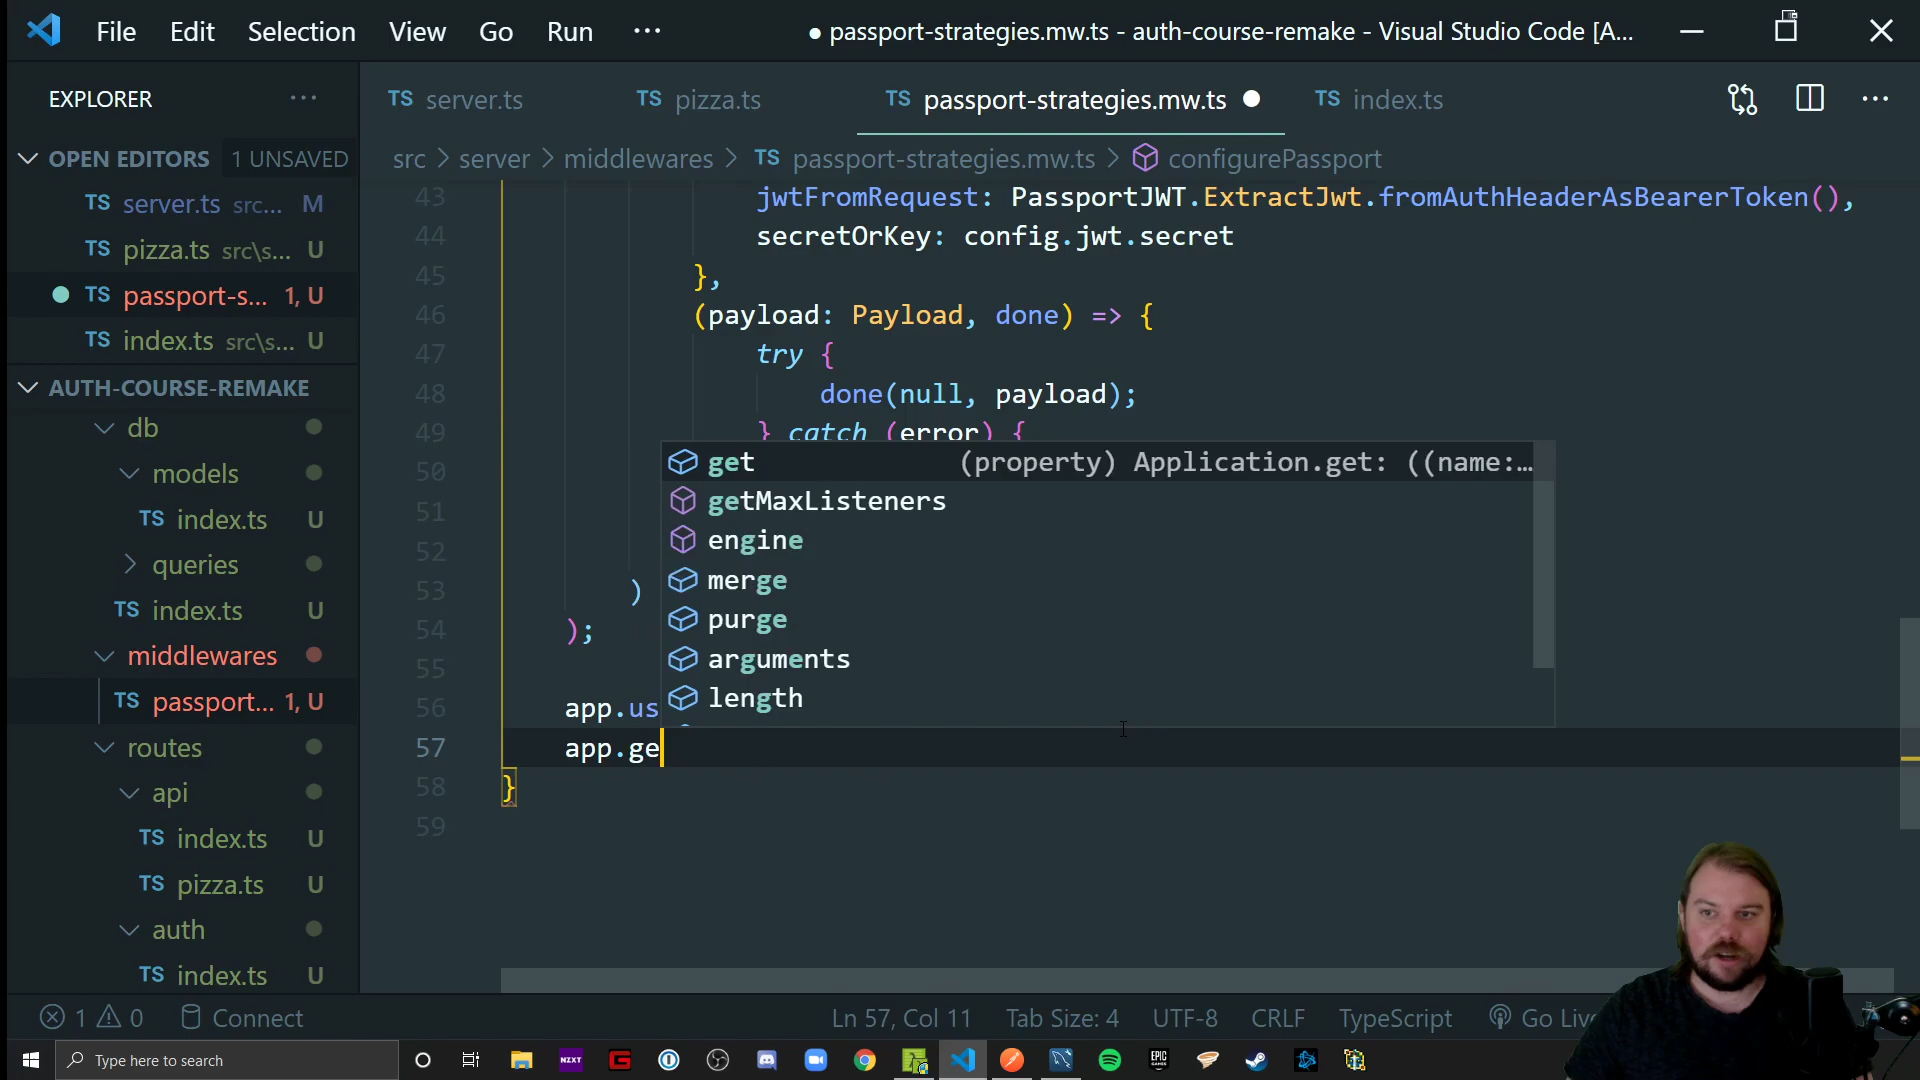 File Edit Selection View Go Run ··· ● passport-strategies.mw.ts - auth-course-remake - Visual Studio Code [A...
EXPLORER ···
OPEN EDITORS 1 UNSAVED
TS server.ts src... M
TS pizza.ts src\s... U
TS passport-s... 1, U
TS index.ts src\s... U
AUTH-COURSE-REMAKE
db
models
TS index.ts U
queries
TS index.ts U
middlewares
TS passport... 1, U
routes
api
TS index.ts U
TS pizza.ts U
auth
TS index.ts U
TS server.ts TS pizza.ts TS passport-strategies.mw.ts ● TS index.ts ···
src > server > middlewares > TS passport-strategies.mw.ts > configurePassport
43 jwtFromRequest: PassportJWT.ExtractJwt.fromAuthHeaderAsBearerToken(),
44 secretOrKey: config.jwt.secret
45 },
46 (payload: Payload, done) => {
47 try {
48 done(null, payload);
49 } catch (error) {
50
51
52
53 )
54 );
55
56 app.us
57 app.ge
58 }
59
get (property) Application.get: ((name:...
getMaxListeners
engine
merge
purge
arguments
length
1 0 Connect Ln 57, Col 11 Tab Size: 4 UTF-8 CRLF TypeScript Go Live
Type here to search
NZXT
EPIC GAMES